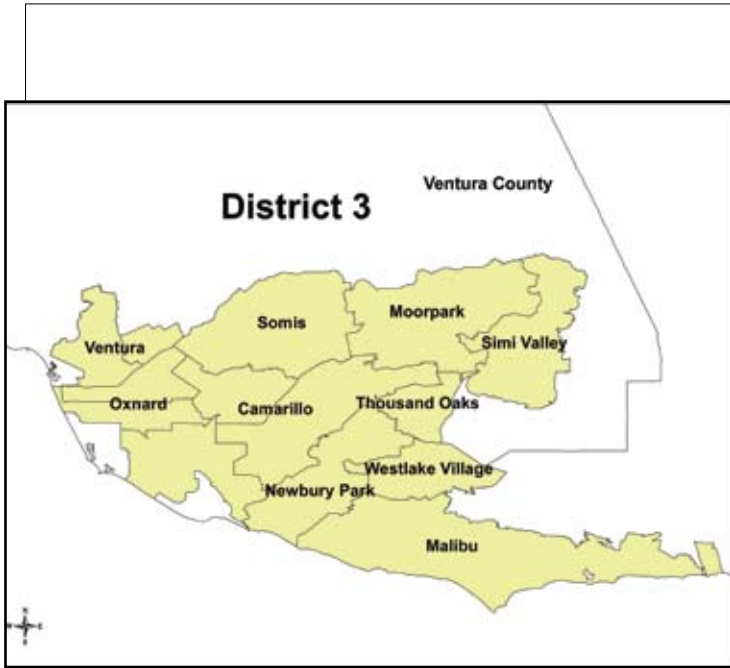 Ventura County
District 3
Somis
Moorpark
Ventura
Simi Valley
Oxnard
Camarillo
Thousand Oaks
Westlake Village
Newbury Park
Malibu
N
W E
S